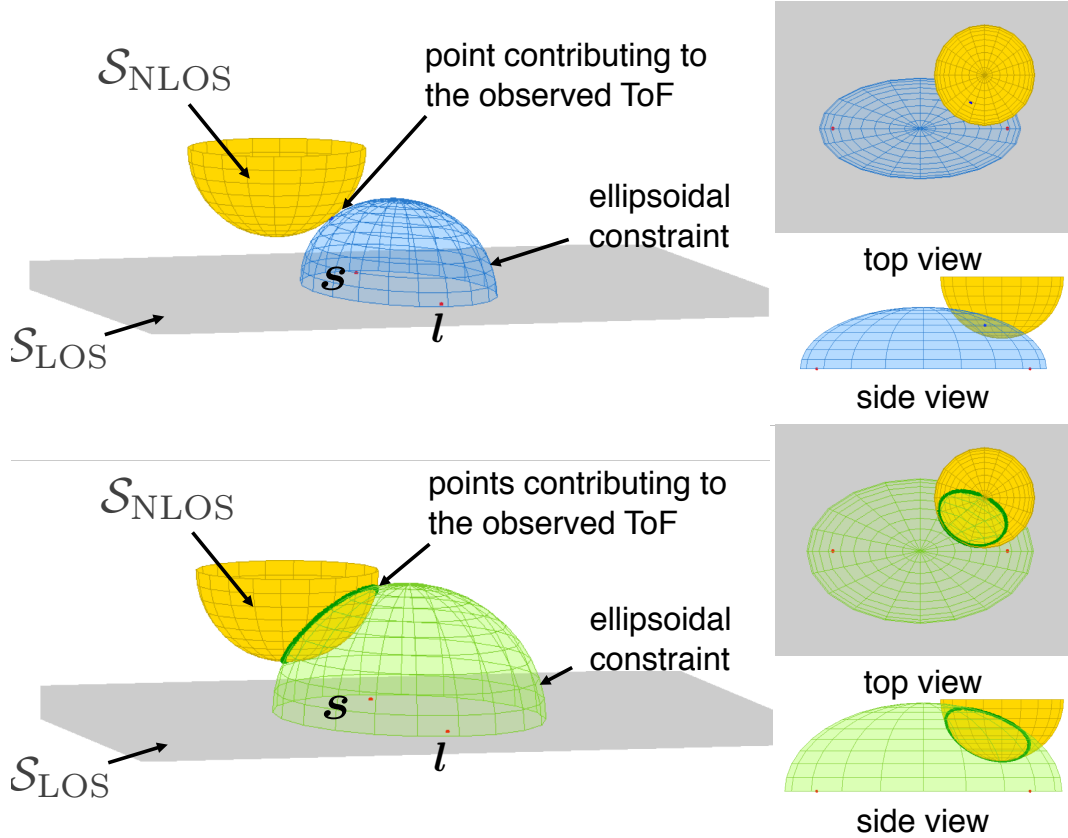 S_NLOS
point contributing to
the observed ToF
ellipsoidal
constraint
s
l
S_LOS
top view
side view
S_NLOS
points contributing to
the observed ToF
ellipsoidal
constraint
s
l
S_LOS
top view
side view